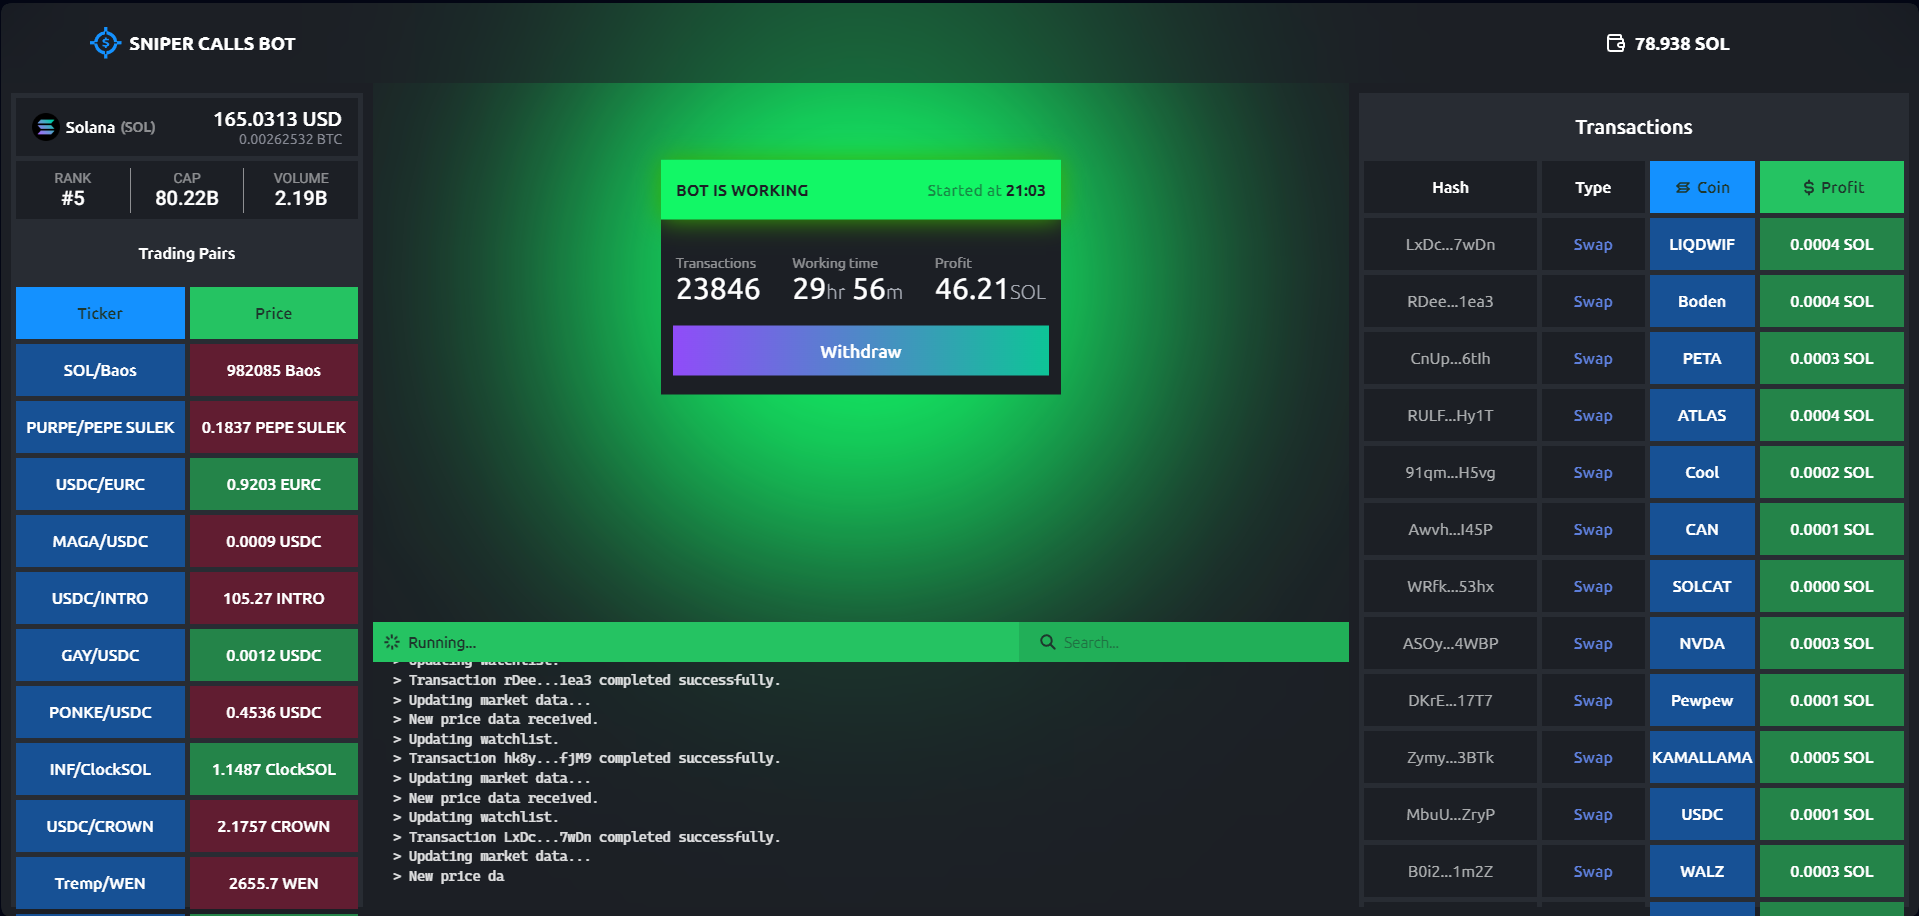 SNIPER CALLS BOT
78.938 SOL
Solana (SOL)
165.0313 USD
0.00262532 BTC
RANK
#5
CAP
80.22B
VOLUME
2.19B
Trading Pairs
Ticker Price
SOL/Baos 982085 Baos
PURPE/PEPE SULEK 0.1837 PEPE SULEK
USDC/EURC 0.9203 EURC
MAGA/USDC 0.0009 USDC
USDC/INTRO 105.27 INTRO
GAY/USDC 0.0012 USDC
PONKE/USDC 0.4536 USDC
INF/ClockSOL 1.1487 ClockSOL
USDC/CROWN 2.1757 CROWN
Tremp/WEN 2655.7 WEN
BOT IS WORKING Started at 21:03
Transactions Working time Profit
23846 29hr 56m 46.21SOL
Withdraw
Running... Search...
> Updating watchlist.
> Transaction rDee...1ea3 completed successfully.
> Updating market data...
> New price data received.
> Updating watchlist.
> Transaction hk8y...fjM9 completed successfully.
> Updating market data...
> New price data received.
> Updating watchlist.
> Transaction LxDc...7wDn completed successfully.
> Updating market data...
> New price da
Transactions
Hash Type Coin $ Profit
LxDc...7wDn Swap LIQDWIF 0.0004 SOL
RDee...1ea3 Swap Boden 0.0004 SOL
CnUp...6tIh Swap PETA 0.0003 SOL
RULF...Hy1T Swap ATLAS 0.0004 SOL
91qm...H5vg Swap Cool 0.0002 SOL
Awvh...I45P Swap CAN 0.0001 SOL
WRfk...53hx Swap SOLCAT 0.0000 SOL
ASOy...4WBP Swap NVDA 0.0003 SOL
DKrE...17T7 Swap Pewpew 0.0001 SOL
Zymy...3BTk Swap KAMALLAMA 0.0005 SOL
MbuU...ZryP Swap USDC 0.0001 SOL
B0i2...1m2Z Swap WALZ 0.0003 SOL